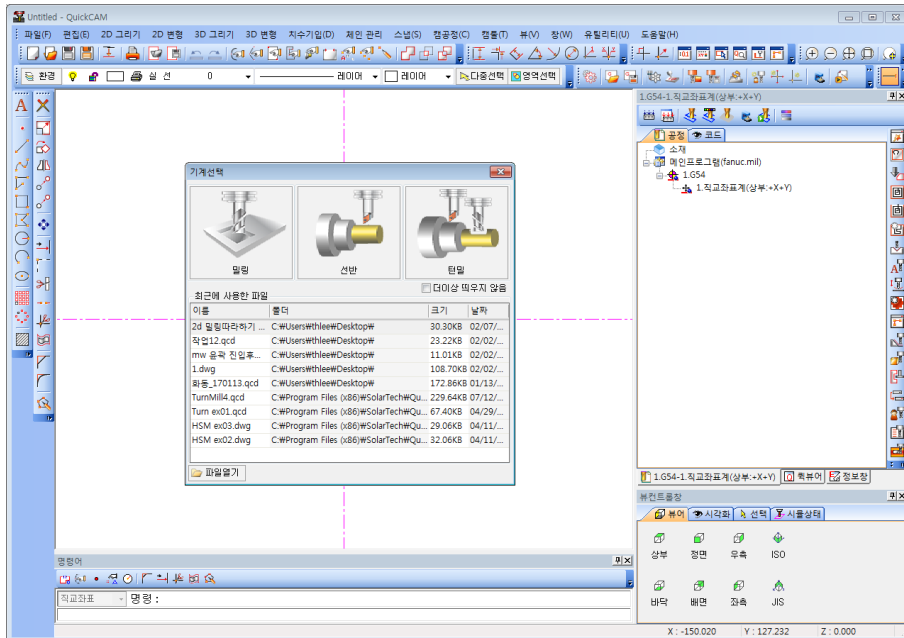 Untitled - QuickCAM
파일(F) 편집(E) 2D 그리기 2D 변형 3D 그리기 3D 변형 치수기입(D) 체인 관리 스냅(S) 캠공정(C) 캠툴(T) 뷰(V) 창(W) 유틸리티(U) 도움말(H)
환경 실 선 0 레이어 레이어 다중선택 영역선택
1.G54-1.직교좌표계(상부:+X+Y)
공정 코드
소재
메인프로그램(fanuc.mil)
1.G54
1.직교좌표계(상부:+X+Y)
기계선택
밀링 선반 턴밀
더이상 띄우지 않음
최근에 사용한 파일
이름 폴더 크기 날짜
2d 밀링따라하기 ... C:₩Users₩thlee₩Desktop₩ 30.30KB 02/07/...
작업12.qcd C:₩Users₩thlee₩Desktop₩ 23.22KB 02/02/...
mw 윤곽 진입후... C:₩Users₩thlee₩Desktop₩ 11.01KB 02/02/...
1.dwg C:₩Users₩thlee₩Desktop₩ 108.70KB 02/02/...
화동_170113.qcd C:₩Users₩thlee₩Desktop₩ 172.86KB 01/13/...
TurnMill4.qcd C:₩Program Files (x86)₩SolarTech₩Qu... 229.64KB 07/12/...
Turn ex01.qcd C:₩Program Files (x86)₩SolarTech₩Qu... 67.40KB 04/29/...
HSM ex03.dwg C:₩Program Files (x86)₩SolarTech₩Qu... 29.06KB 04/11/...
HSM ex02.dwg C:₩Program Files (x86)₩SolarTech₩Qu... 32.06KB 04/11/...
파일열기
1.G54-1.직교좌표계(상부:+X+Y) 퀵뷰어 정보창
뷰컨트롤창
뷰어 시각화 선택 시뮬상태
상부 정면 우측 ISO
바닥 배면 좌측 JIS
명령어
직교좌표 명령 :
X : -150.020 Y : 127.232 Z : 0.000